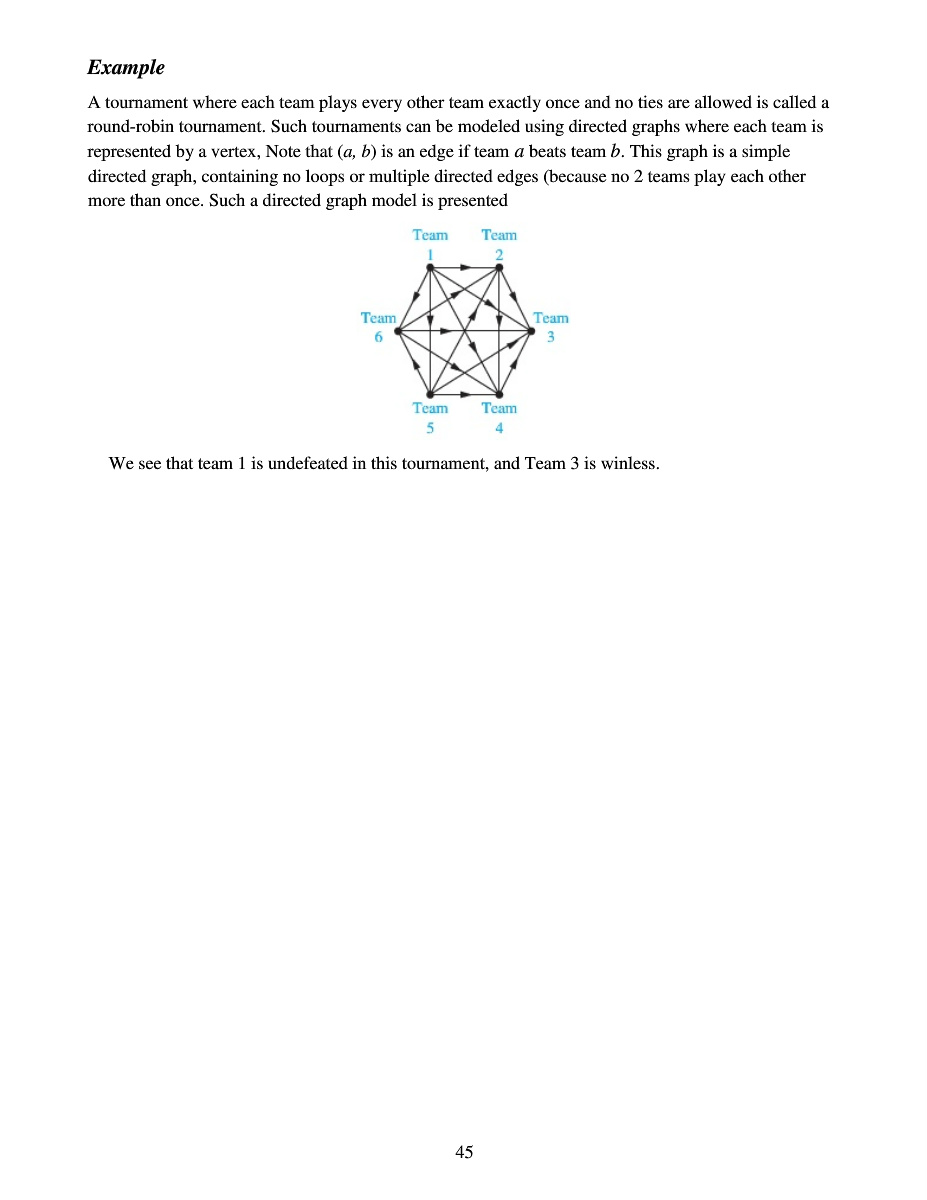 Example
A tournament where each team plays every other team exactly once and no ties are allowed is called a
round-robin tournament. Such tournaments can be modeled using directed graphs where each team is
represented by a vertex, Note that (a, b) is an edge if team a beats team b. This graph is a simple
directed graph, containing no loops or multiple directed edges (because no 2 teams play each other
more than once. Such a directed graph model is presented
Team Team
1 2
Team Team
6 3
Team Team
5 4
We see that team 1 is undefeated in this tournament, and Team 3 is winless.
45